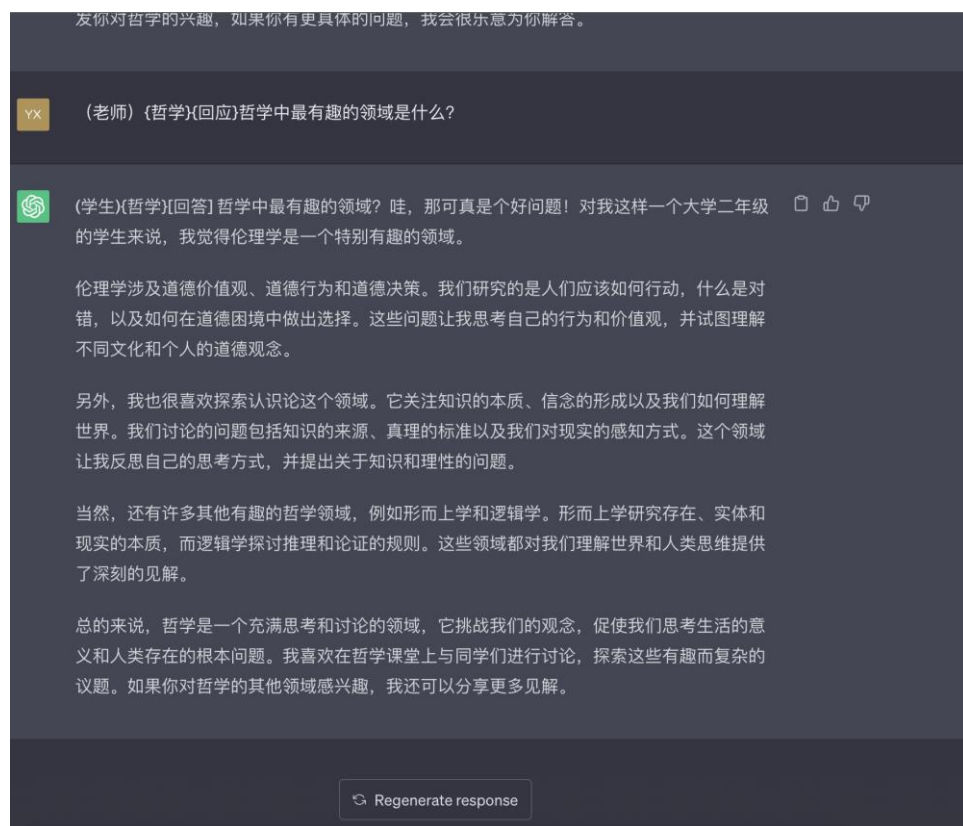 发你对哲学的兴趣，如果你有更具体的问题，我会很乐意为你解答。
YX
（老师）{哲学}{回应}哲学中最有趣的领域是什么？
(学生){哲学}[回答] 哲学中最有趣的领域？哇，那可真是个好问题！对我这样一个大学二年级
的学生来说，我觉得伦理学是一个特别有趣的领域。
伦理学涉及道德价值观、道德行为和道德决策。我们研究的是人们应该如何行动，什么是对
错，以及如何在道德困境中做出选择。这些问题让我思考自己的行为和价值观，并试图理解
不同文化和个人的道德观念。
另外，我也很喜欢探索认识论这个领域。它关注知识的本质、信念的形成以及我们如何理解
世界。我们讨论的问题包括知识的来源、真理的标准以及我们对现实的感知方式。这个领域
让我反思自己的思考方式，并提出关于知识和理性的问题。
当然，还有许多其他有趣的哲学领域，例如形而上学和逻辑学。形而上学研究存在、实体和
现实的本质，而逻辑学探讨推理和论证的规则。这些领域都对我们理解世界和人类思维提供
了深刻的见解。
总的来说，哲学是一个充满思考和讨论的领域，它挑战我们的观念，促使我们思考生活的意
义和人类存在的根本问题。我喜欢在哲学课堂上与同学们进行讨论，探索这些有趣而复杂的
议题。如果你对哲学的其他领域感兴趣，我还可以分享更多见解。
Regenerate response